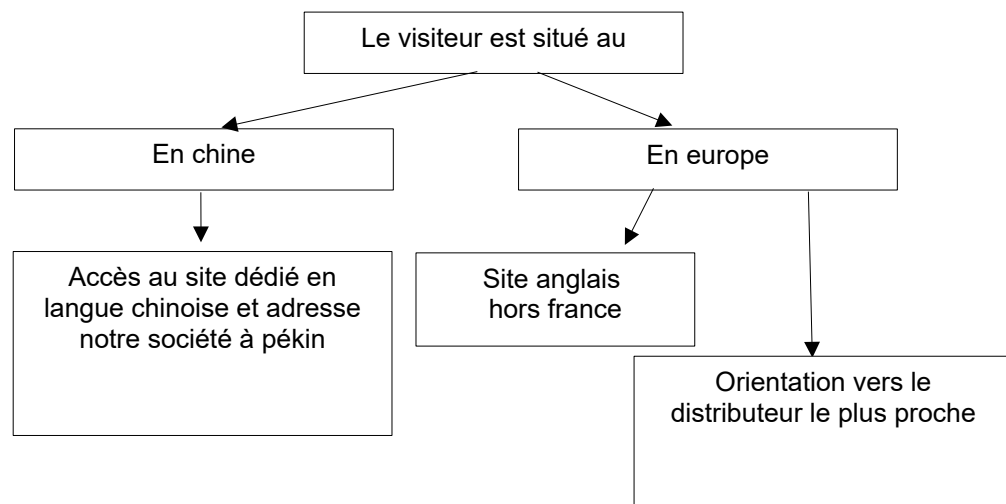 Le visiteur est situé au
En chine
En europe
Accès au site dédié en
langue chinoise et adresse
notre société à pékin
Site anglais
hors france
Orientation vers le
distributeur le plus proche